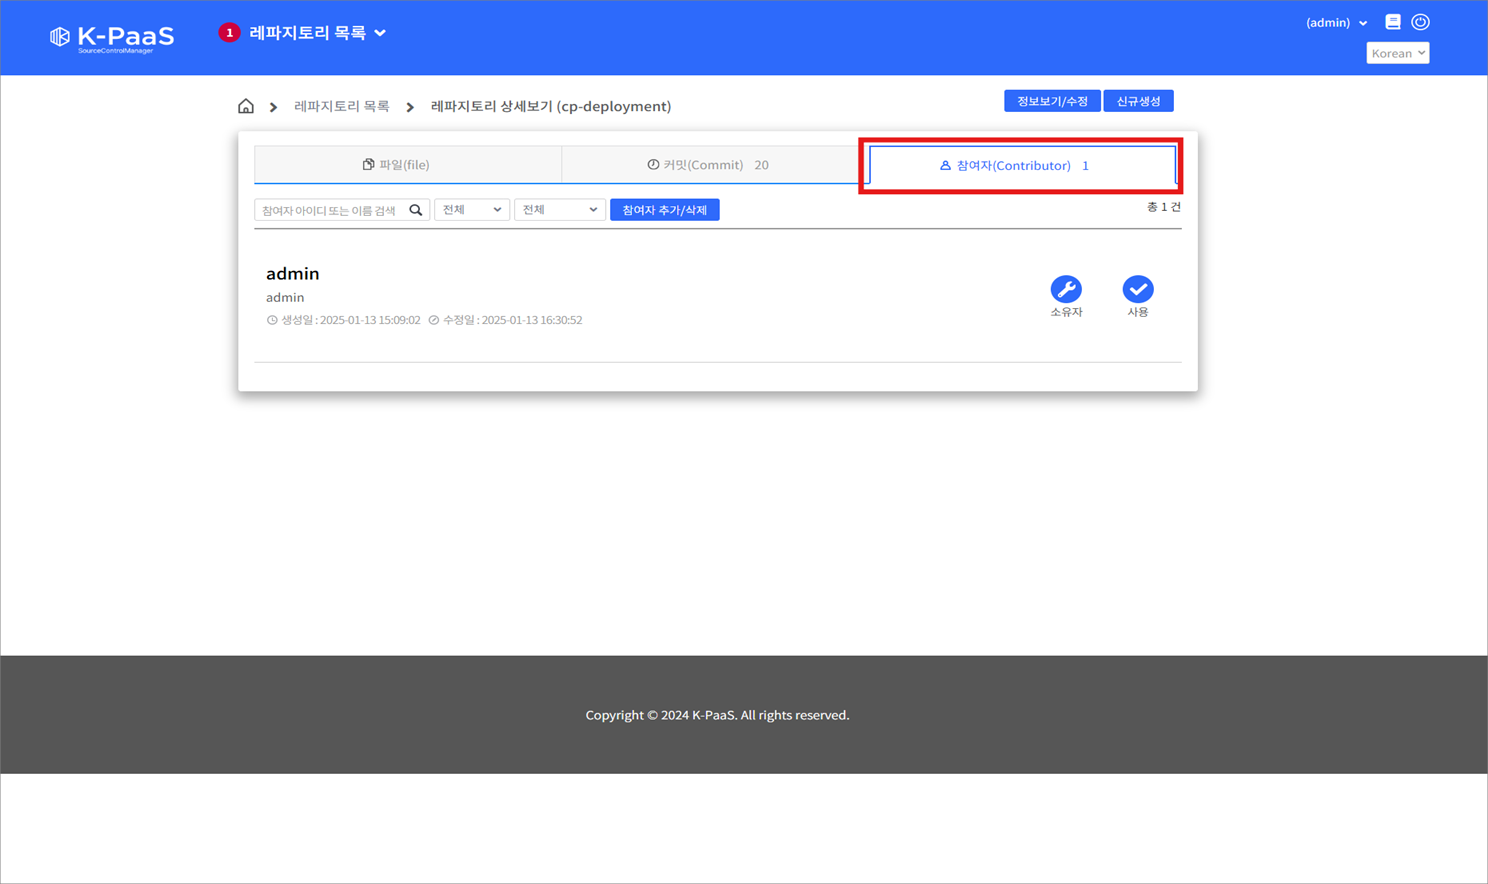 K-PaaS
SourceControlManager
1 레파지토리 목록
(admin)
Korean
레파지토리 목록 레파지토리 상세보기 (cp-deployment)
정보보기/수정 신규생성
파일(file) 커밋(Commit) 20 참여자(Contributor) 1
참여자 아이디 또는 이름 검색 전체 전체 참여자 추가/삭제 총 1 건
admin
admin
생성일 : 2025-01-13 15:09:02 수정일 : 2025-01-13 16:30:52
소유자 사용
Copyright © 2024 K-PaaS. All rights reserved.